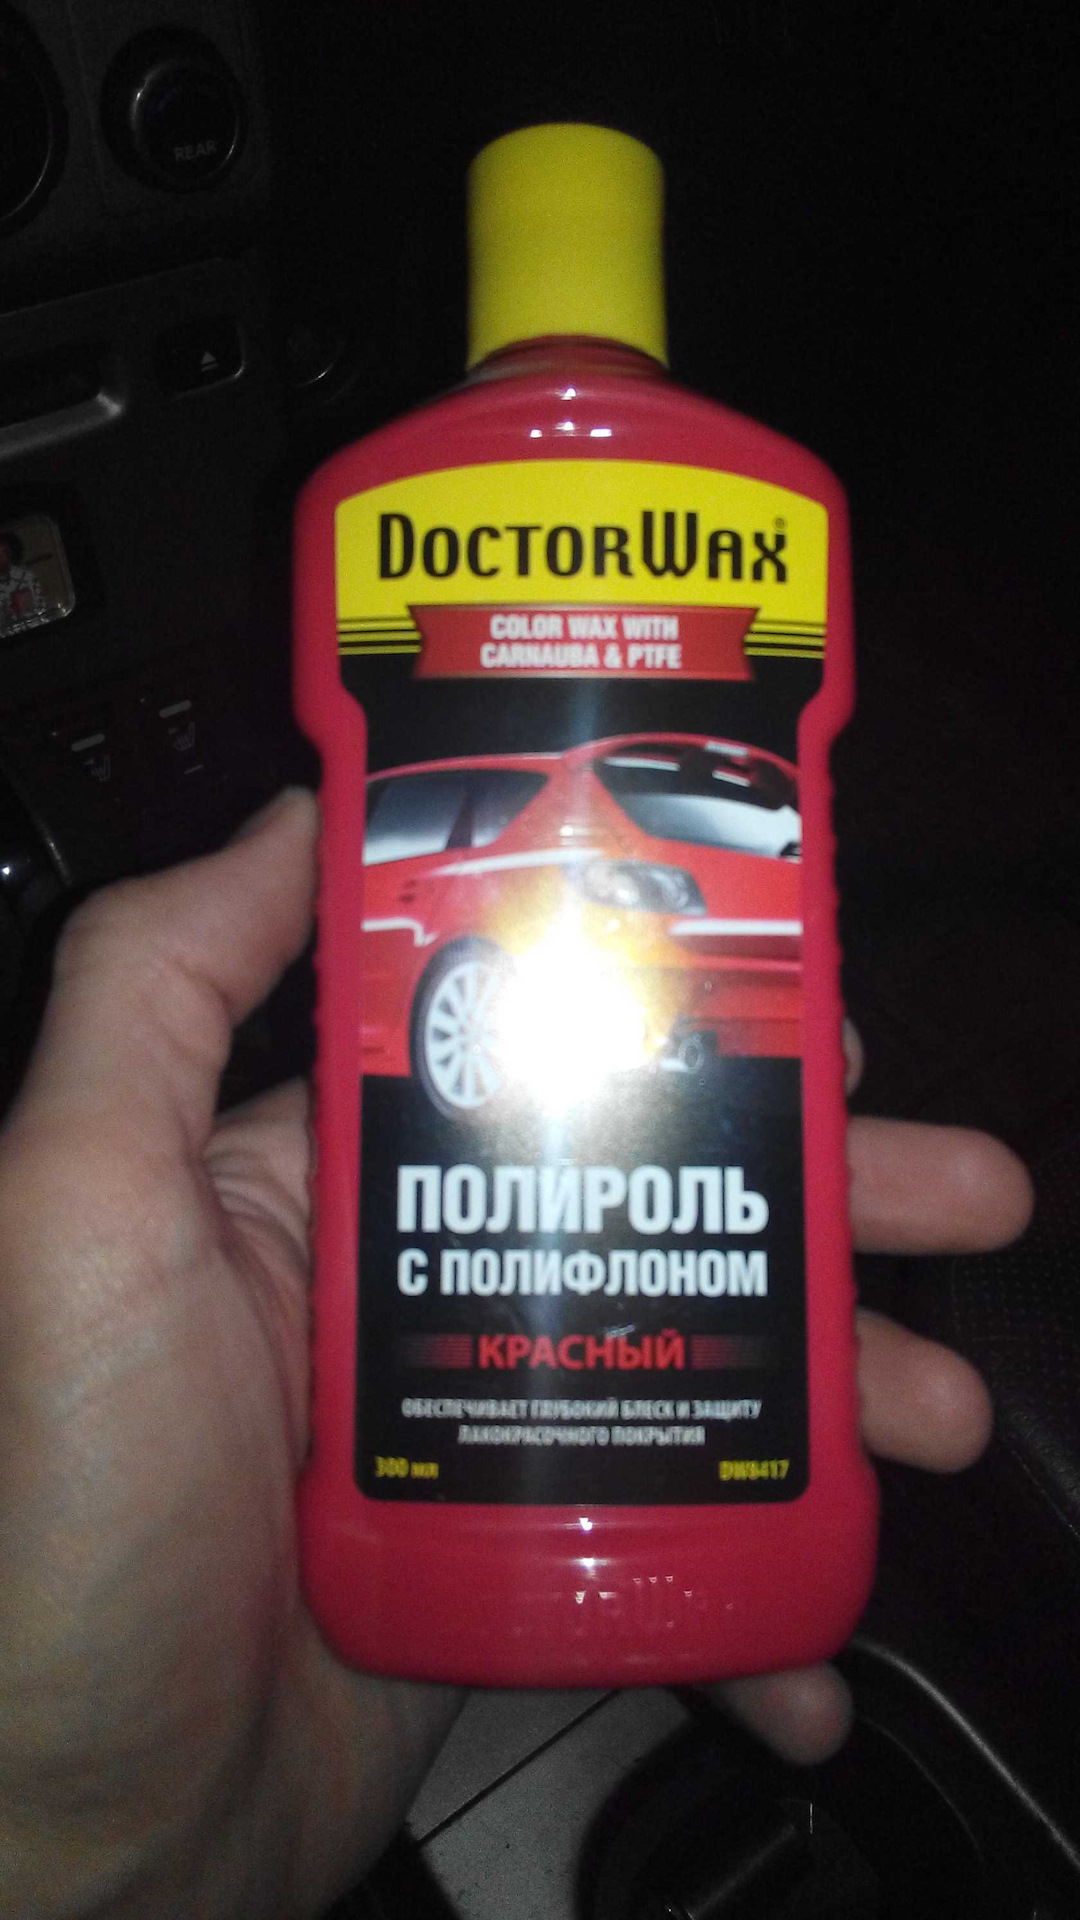 REAR
DOCTORWAX®
COLOR WAX WITH
CARNAUBA & PTFE
ПОЛИРОЛЬ
С ПОЛИФЛОНОМ
КРАСНЫЙ
ОБЕСПЕЧИВАЕТ ГЛУБОКИЙ БЛЕСК И ЗАЩИТУ
ЛАКОКРАСОЧНОГО ПОКРЫТИЯ
300 мл DW8417